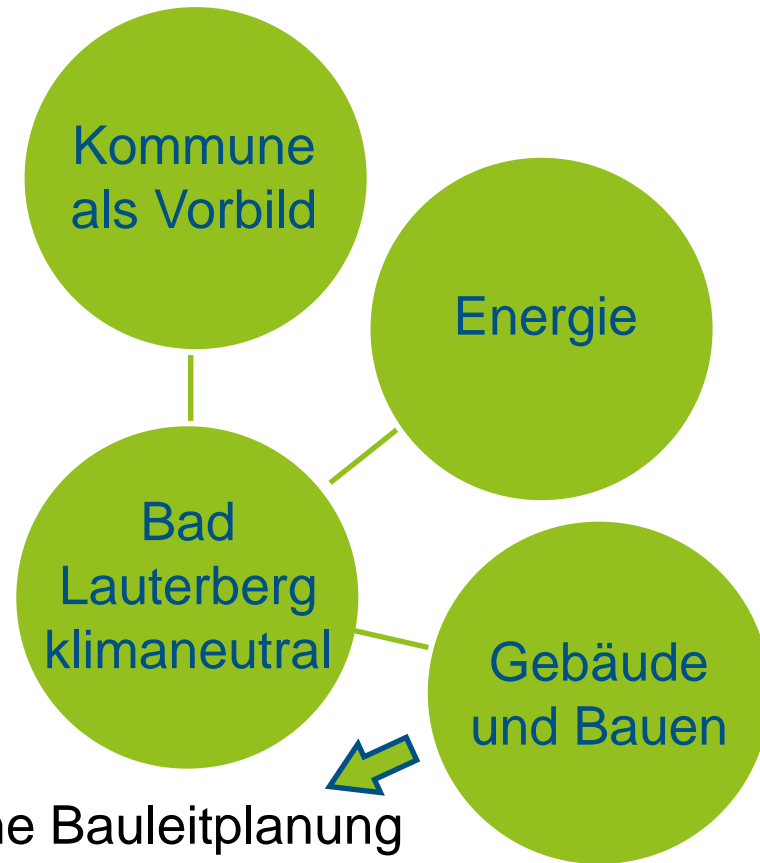 Kommune
als Vorbild
Energie
Bad
Lauterberg
klimaneutral
Gebäude
und Bauen
Bauleitplanung